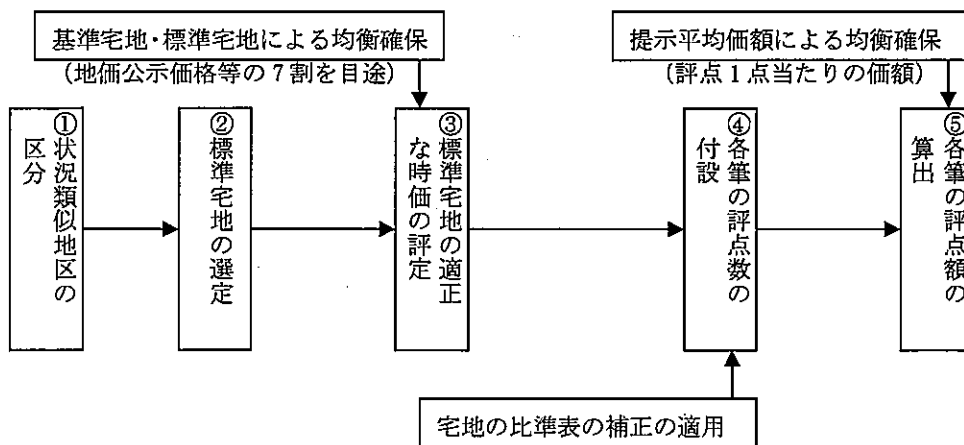 基準宅地・標準宅地による均衡確保
(地価公示価格等の7割を目途)
提示平均価額による均衡確保
(評点1点当たりの価額)
①状況類似地区の
区分
②標準宅地の選定
③標準宅地の適正
な時価の評定
④各筆の評点数の
付設
⑤各筆の評点額の
算出
宅地の比準表の補正の適用